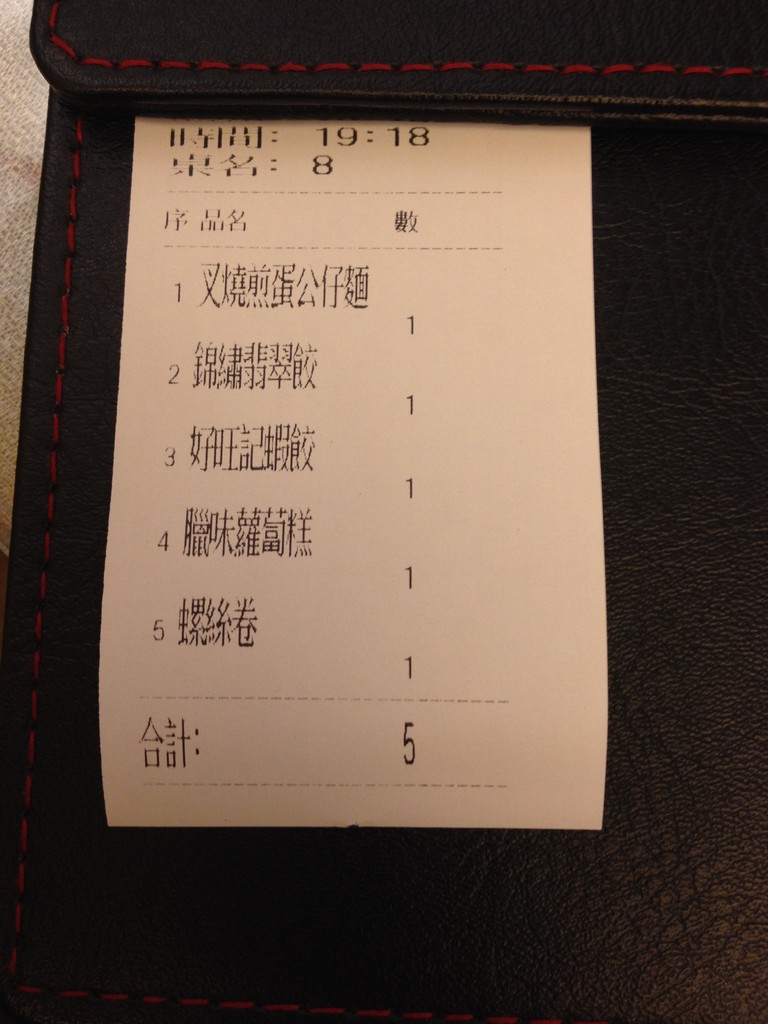 時間: 19:18
桌名: 8
序 品名 數
1 叉燒煎蛋公仔麵
1
2 錦繡翡翠餃
1
3 好旺記蝦餃
1
4 臘味蘿蔔糕
1
5 螺絲卷
1
合計: 5